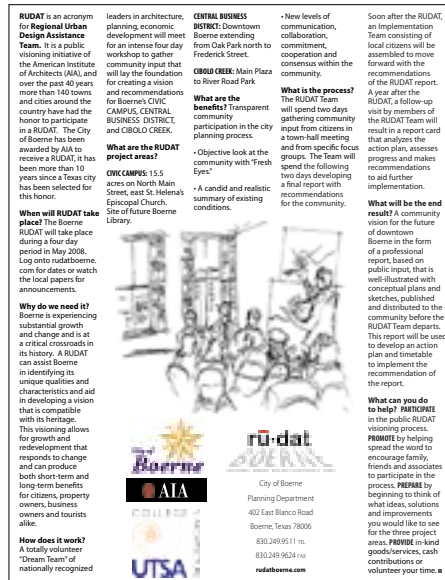 RUDAT is an acronym
for Regional Urban
Design Assistance
Team. It is a public
visioning initiative of
the American Institute
of Architects (AIA), and
over the past 40 years
more than 140 towns
and cities around the
country have had the
honor to participate
in a RUDAT. The City
of Boerne has been
awarded by AIA to
receive a RUDAT, it has
been more than 10
years since a Texas city
has been selected for
this honor.
When will RUDAT take
place? The Boerne
RUDAT will take place
during a four day
period in May 2008.
Log onto rudatboerne.
com for dates or watch
the local papers for
announcements.
Why do we need it?
Boerne is experiencing
substantial growth
and change and is at
a critical crossroads in
its history. A RUDAT
can assist Boerne
in identifying its
unique qualities and
characteristics and aid
in developing a vision
that is compatible
with its heritage.
This visioning allows
for growth and
redevelopment that
responds to change
and can produce
both short-term and
long-term benefits
for citizens, property
owners, business
owners and tourists
alike.
How does it work?
A totally volunteer
"Dream Team" of
nationally recognized
leaders in architecture,
planning, economic
development will meet
for an intense four day
workshop to gather
community input that
will lay the foundation
for creating a vision
and recommendations
for Boerne's CIVIC
CAMPUS, CENTRAL
BUSINESS DISTRICT,
and CIBOLO CREEK.
What are the RUDAT
project areas?
CIVIC CAMPUS: 15.5
acres on North Main
Street, east St. Helena's
Episcopal Church.
Site of future Boerne
Library.
CENTRAL BUSINESS
DISTRICT: Downtown
Boerne extending
from Oak Park north to
Frederick Street.
CIBOLO CREEK: Main Plaza
to River Road Park
What are the
benefits? Transparent
community
participation in the city
planning process.
• Objective look at the
community with "Fresh
Eyes."
• A candid and realistic
summary of existing
conditions.
• New levels of
communication,
collaboration,
commitment,
cooperation and
consensus within the
community.
What is the process?
The RUDAT Team
will spend two days
gathering community
input from citizens in
a town-hall meeting
and from specific focus
groups. The Team will
spend the following
two days developing
a final report with
recommendations
for the community.
Soon after the RUDAT,
an Implementation
Team consisting of
local citizens will be
assembled to move
forward with the
recommendations
of the RUDAT report.
A year after the
RUDAT, a follow-up
visit by members of
the RUDAT Team will
result in a report card
that analyzes the
action plan, assesses
progress and makes
recommendations
to aid further
implementation.
What will be the end
result? A community
vision for the future
of downtown
Boerne in the form
of a professional
report, based on
public input, that is
well-illustrated with
conceptual plans and
sketches, published
and distributed to the
community before the
RUDAT Team departs.
This report will be used
to develop an action
plan and timetable
to implement the
recommendation of
the report.
What can you do
to help? PARTICIPATE
in the public RUDAT
visioning process.
PROMOTE by helping
spread the word to
encourage family,
friends and associates
to participate in the
process. PREPARE by
beginning to think of
what ideas, solutions
and improvements
you would like to see
for the three project
areas. PROVIDE in-kind
goods/services, cash
contributions or
volunteer your time. ■
Boerne
AIA
COLLEGE
UTSA
rū·dat
BOERNE
City of Boerne
Planning Department
402 East Blanco Road
Boerne, Texas 78006
830.249.9511 TEL
830.249.9624 FAX
rudatboerne.com